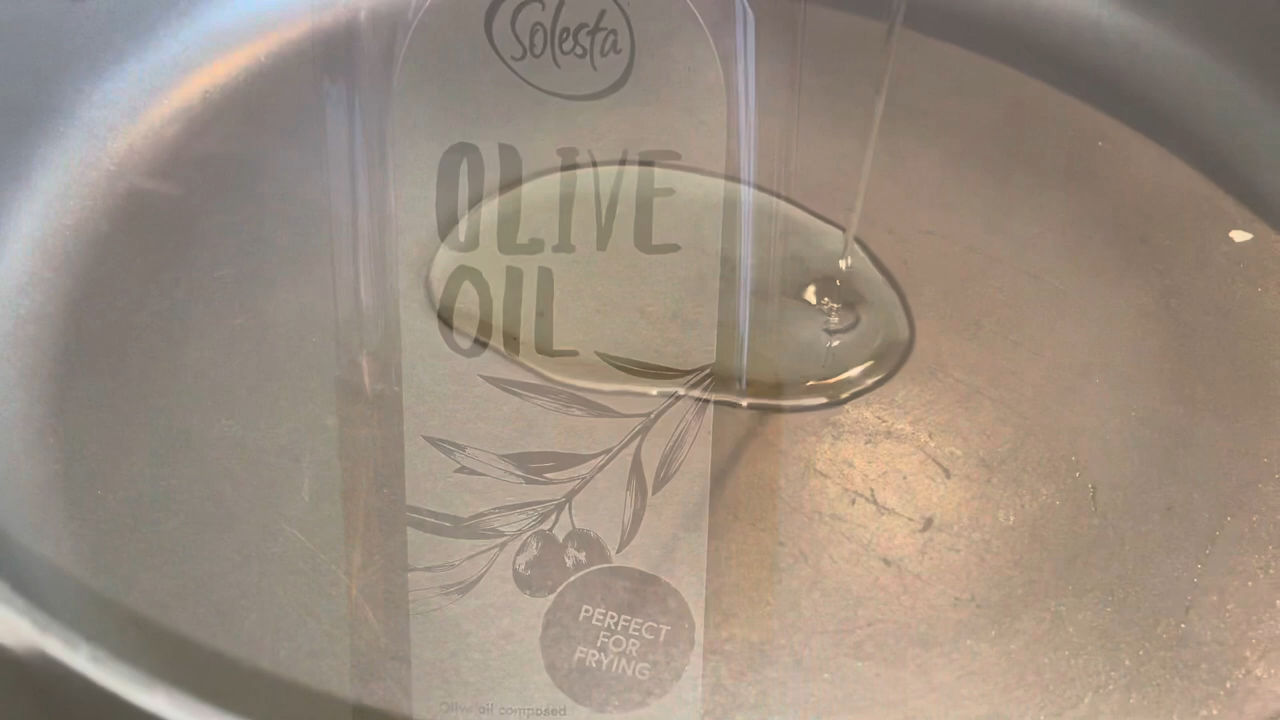 Solesta
OLIVE
OIL
PERFECT
FOR
FRYING
Olive oil composed